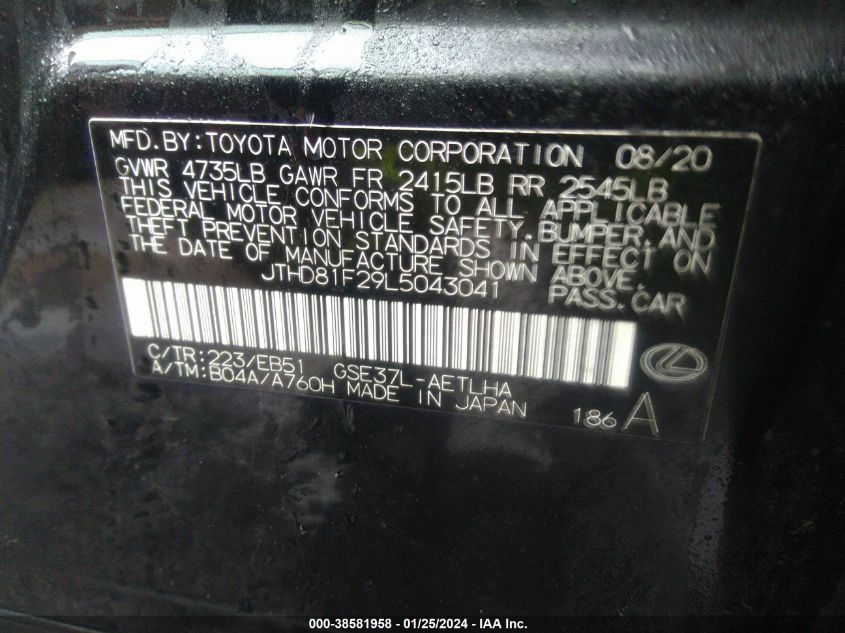 MFD.BY:TOYOTA MOTOR CORPORATION 08/20
GVWR 4735LB GAWR FR 2415LB RR 2545LB
THIS VEHICLE CONFORMS TO ALL APPLICABLE
FEDERAL MOTOR VEHICLE SAFETY,BUMPER,AND
THEFT PREVENTION STANDARDS IN EFFECT ON
THE DATE OF MANUFACTURE SHOWN ABOVE.
JTHD81F29L5043041 PASS.CAR
C/TR:223/EB51 GSE37L-AETLHA
A/TM:B04A/A760H MADE IN JAPAN 186 A
000-38581958 - 01/25/2024 - IAA Inc.